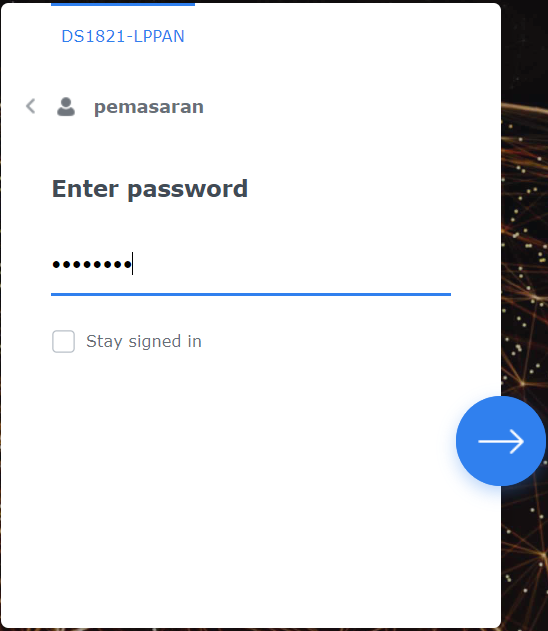 DS1821-LPPAN
pemasaran
Enter password
••••••••
Stay signed in